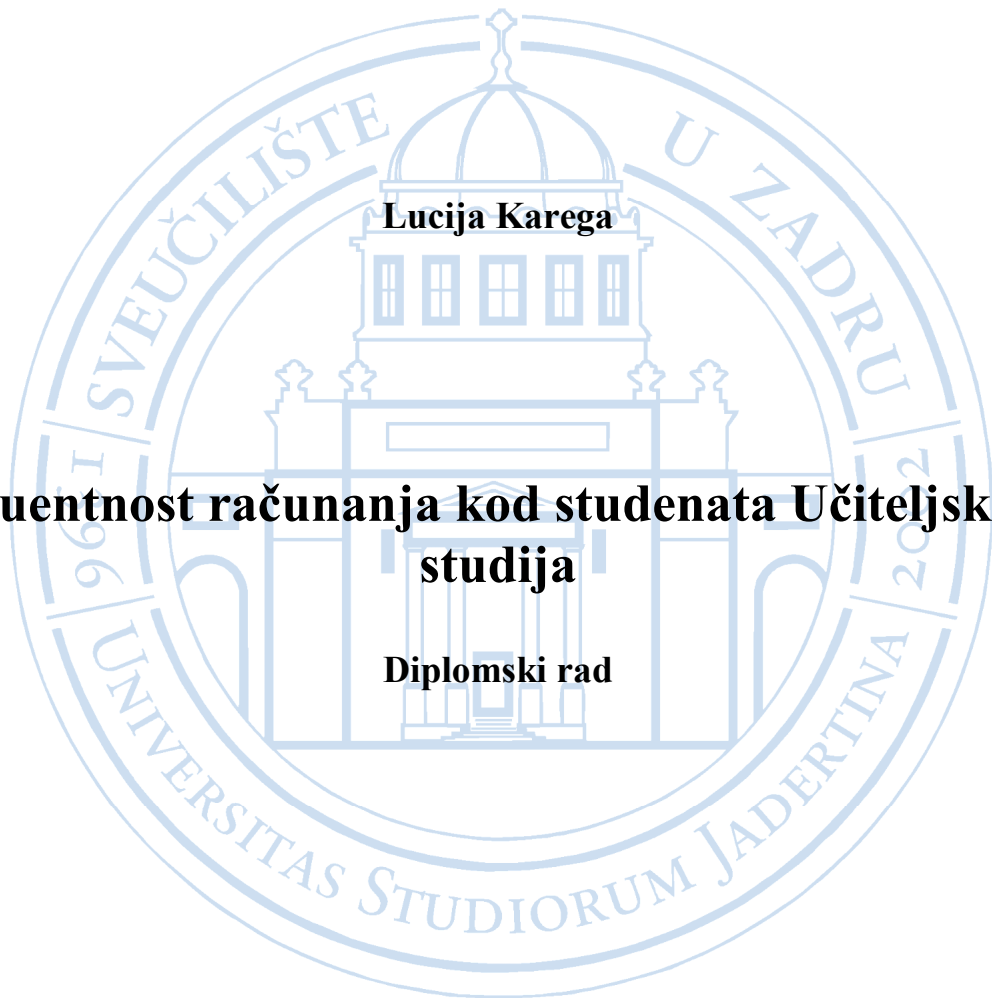 SVEUČILIŠTE U ZADRU
Lucija Karega
uentnost računanja kod studenata Učiteljsk
studija
Diplomski rad
1396
2002
UNIVERSITAS STUDIORUM JADERTINA